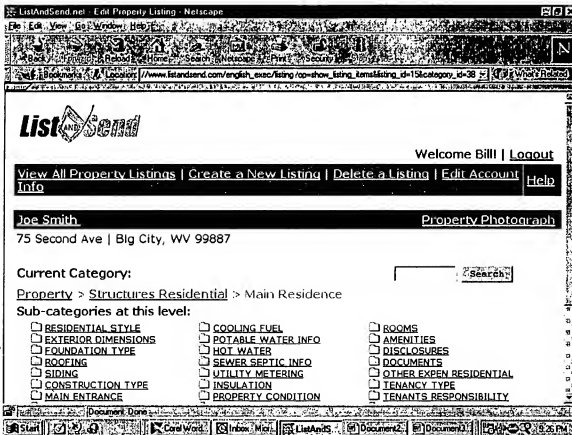 ListAndSend.net - Edit Property Listing - Netscape
File Edit View Go Window Help
Back Reload Home Search Netscape Print Security
Bookmarks Location: //www.listandsend.com/english_exec/listing/op=show_listing_items&listing_id=15&category_id=38 What's Related
List AND Send
Welcome Bill! | Logout
View All Property Listings | Create a New Listing | Delete a Listing | Edit Account Info Help
Joe Smith Property Photograph
75 Second Ave | Big City, WV 99887
Current Category: Search
Property > Structures Residential > Main Residence
Sub-categories at this level:
RESIDENTIAL STYLE COOLING FUEL ROOMS
EXTERIOR DIMENSIONS POTABLE WATER INFO AMENITIES
FOUNDATION TYPE HOT WATER DISCLOSURES
ROOFING SEWER SEPTIC INFO DOCUMENTS
SIDING UTILITY METERING OTHER EXPEN RESIDENTIAL
CONSTRUCTION TYPE INSULATION TENANCY TYPE
MAIN ENTRANCE PROPERTY CONDITION TENANTS RESPONSIBILITY
Document: Done
Start Corel Word Inbox - Micr ListAndS Document2 Document3 9:26 PM